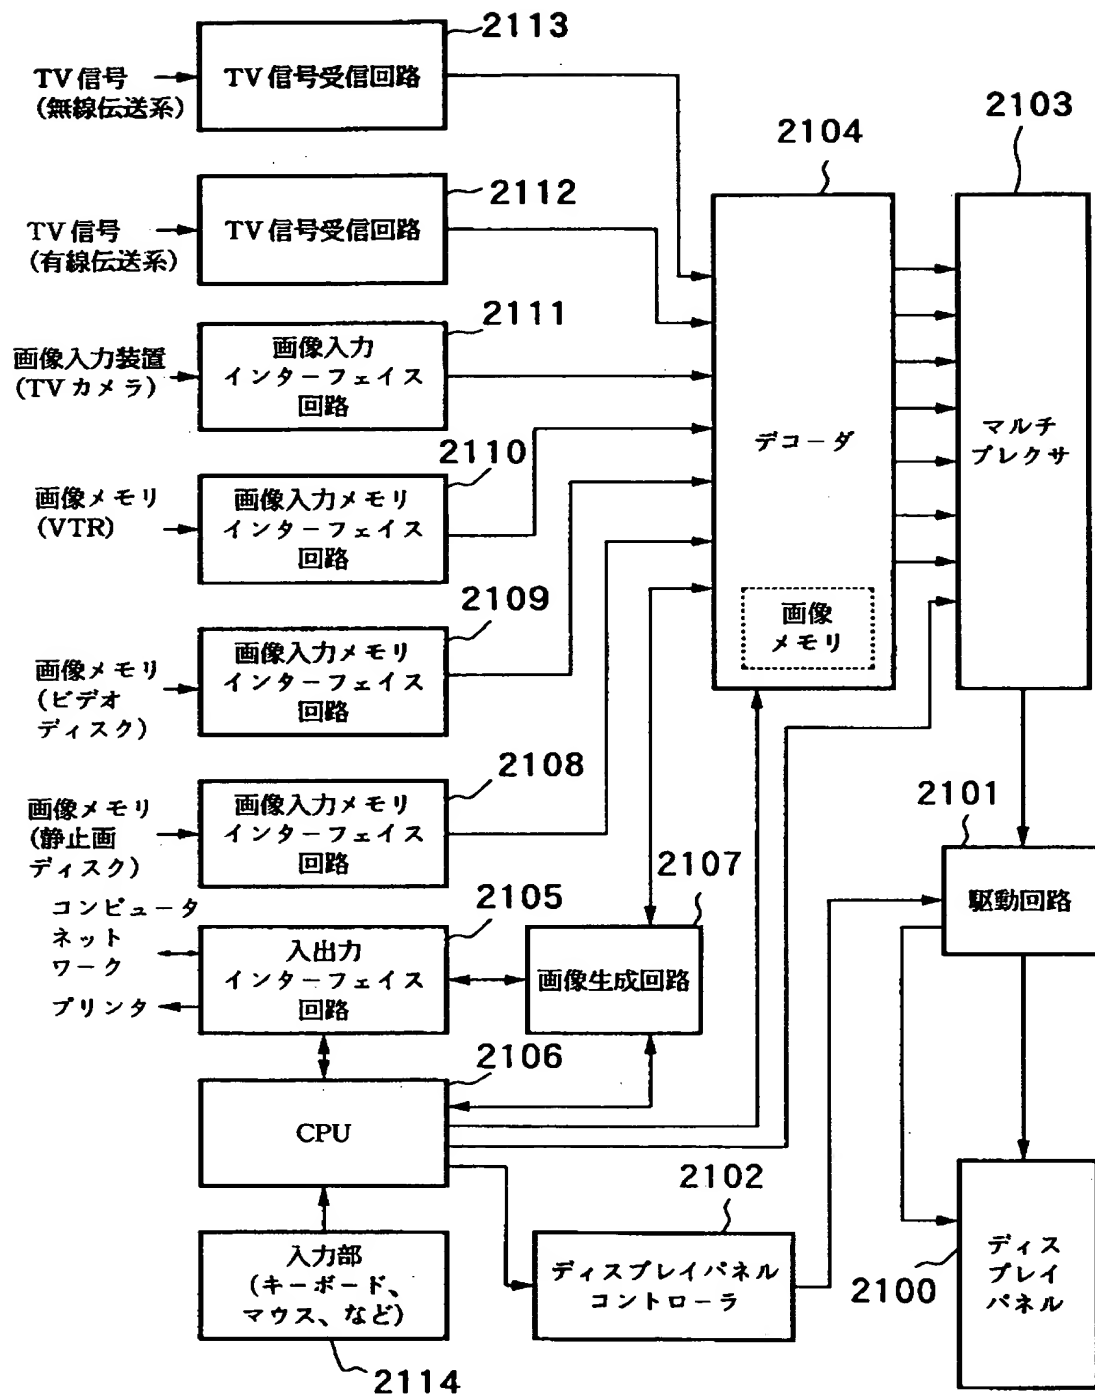 2113
TV信号
(無線伝送系)
TV信号受信回路
2112
TV信号
(有線伝送系)
TV信号受信回路
2111
画像入力装置
(TVカメラ)
画像入力
インターフェイス
回路
2110
画像メモリ
(VTR)
画像入力メモリ
インターフェイス
回路
2109
画像メモリ
(ビデオ
ディスク)
画像入力メモリ
インターフェイス
回路
2108
画像メモリ
(静止画
ディスク)
画像入力メモリ
インターフェイス
回路
2105
コンピュータ
ネット
ワーク
プリンタ
入出力
インターフェイス
回路
2107
画像生成回路
2106
CPU
入力部
(キーボード、
マウス、など)
2114
2104
デコーダ
画像
メモリ
2103
マルチ
プレクサ
2101
駆動回路
2102
ディスプレイパネル
コントローラ
2100
ディス
プレイ
パネル